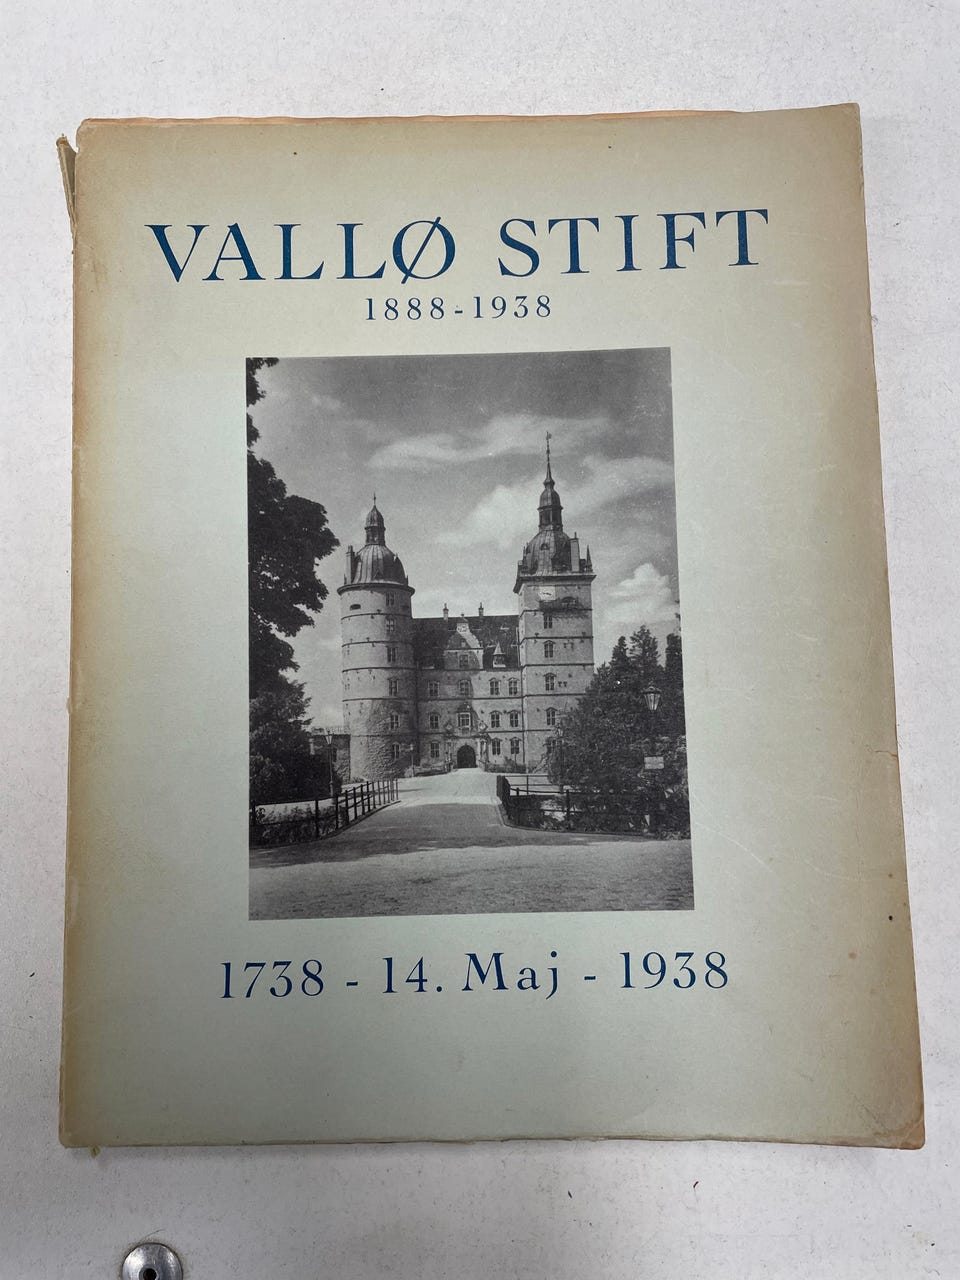 VALLØ STIFT
1888-1938
1738 - 14. Maj - 1938